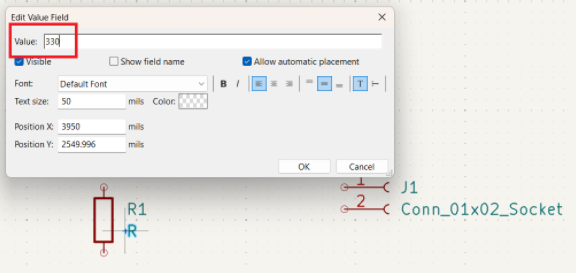 Edit Value Field
Value: 330
Visible Show field name Allow automatic placement
Font: Default Font B I T T
Text size: 50 mils Color:
Position X: 3950 mils
Position Y: 2549.996 mils
OK Cancel
1 J1
2 Conn_01x02_Socket
R1
R